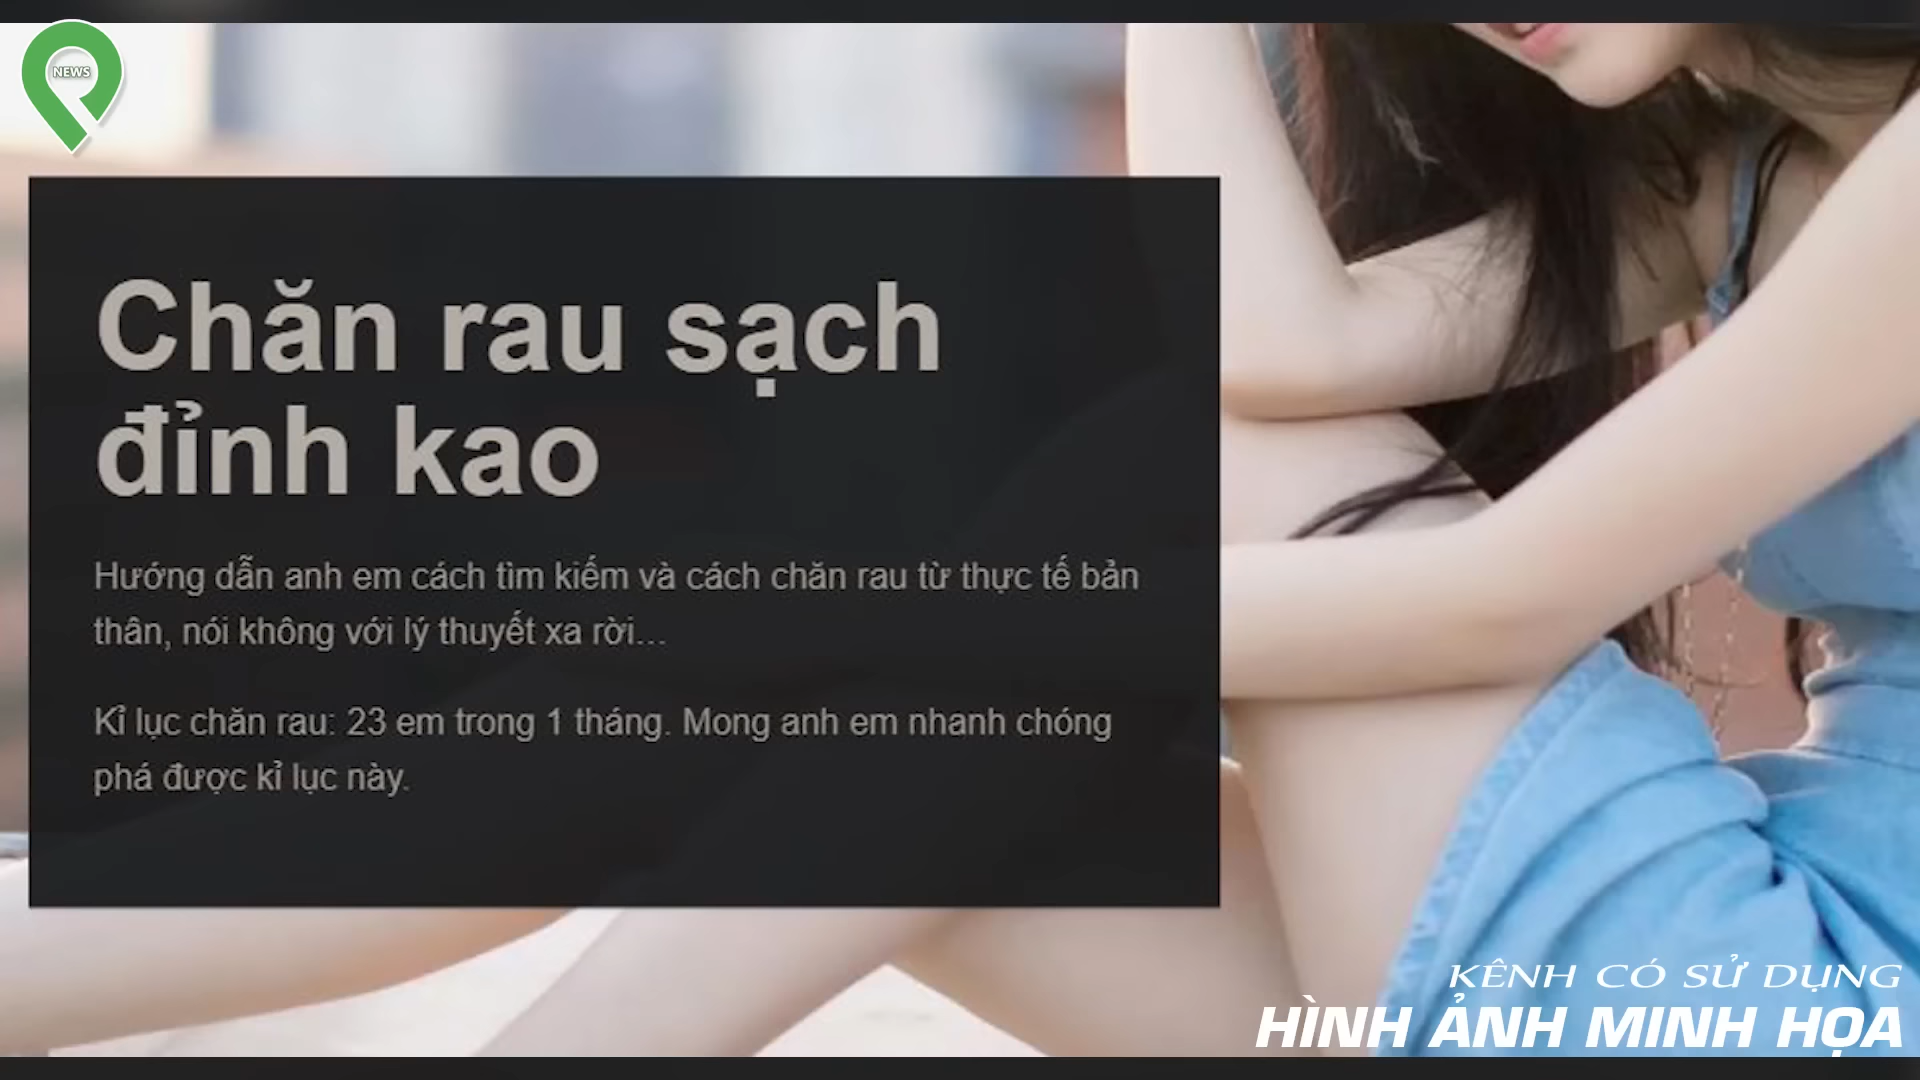 NEWS
Chăn rau sạch
đỉnh kao
Hướng dẫn anh em cách tìm kiếm và cách chăn rau từ thực tế bản
thân, nói không với lý thuyết xa rời...
Kỉ lục chăn rau: 23 em trong 1 tháng. Mong anh em nhanh chóng
phá được kỉ lục này.
KÊNH CÓ SỬ DỤNG
HÌNH ẢNH MINH HỌA